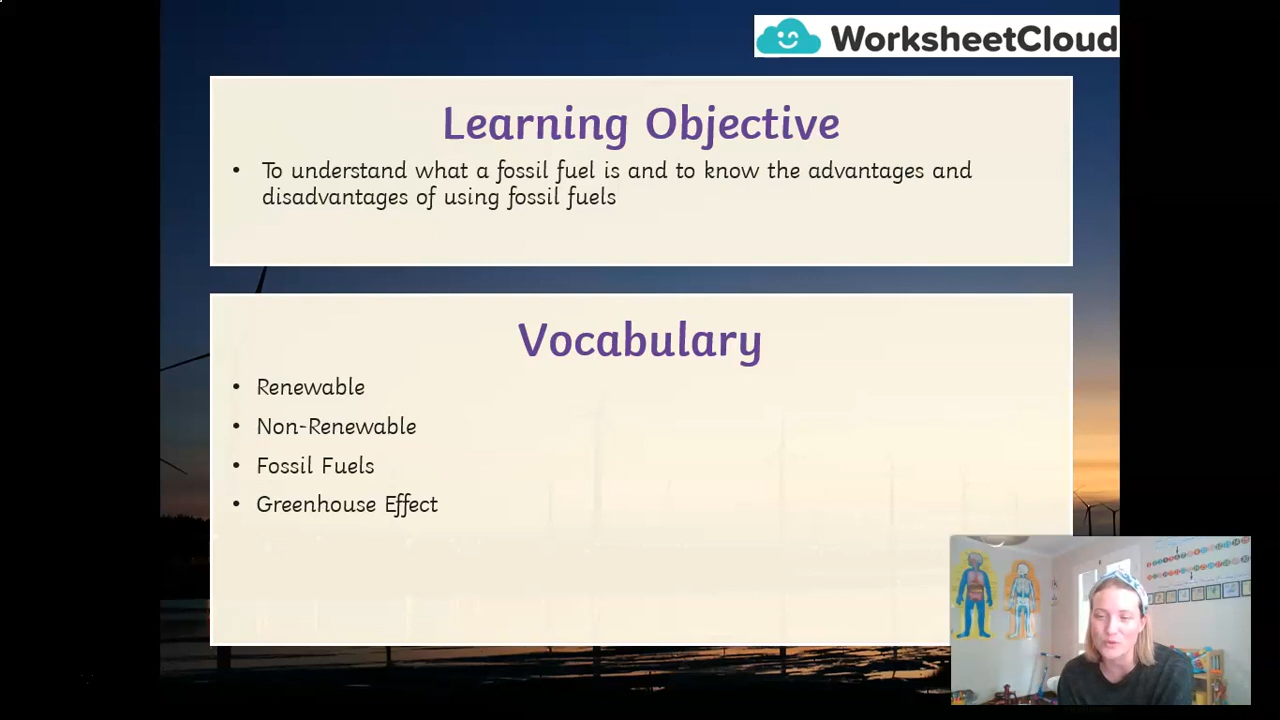 WorksheetCloud
Learning Objective
• To understand what a fossil fuel is and to know the advantages and
disadvantages of using fossil fuels
Vocabulary
• Renewable
• Non-Renewable
• Fossil Fuels
• Greenhouse Effect